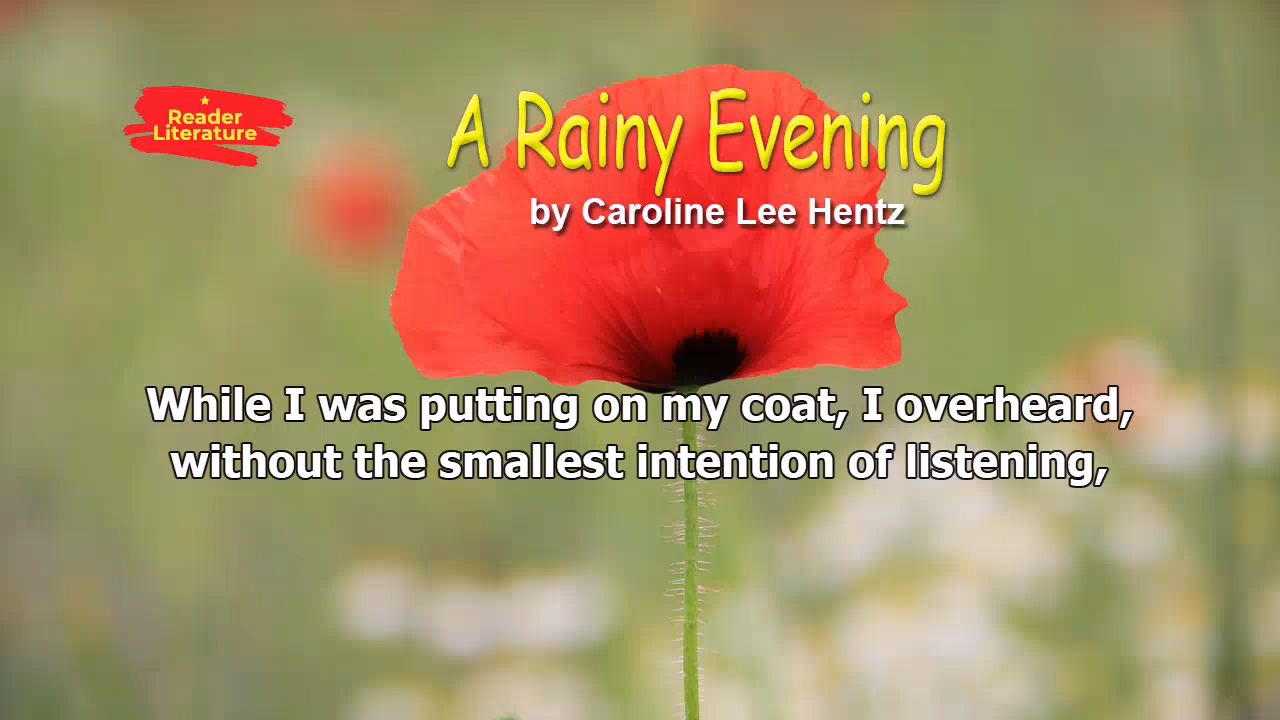 Reader
Literature
A Rainy Evening
by Caroline Lee Hentz
While I was putting on my coat, I overheard,
without the smallest intention of listening,